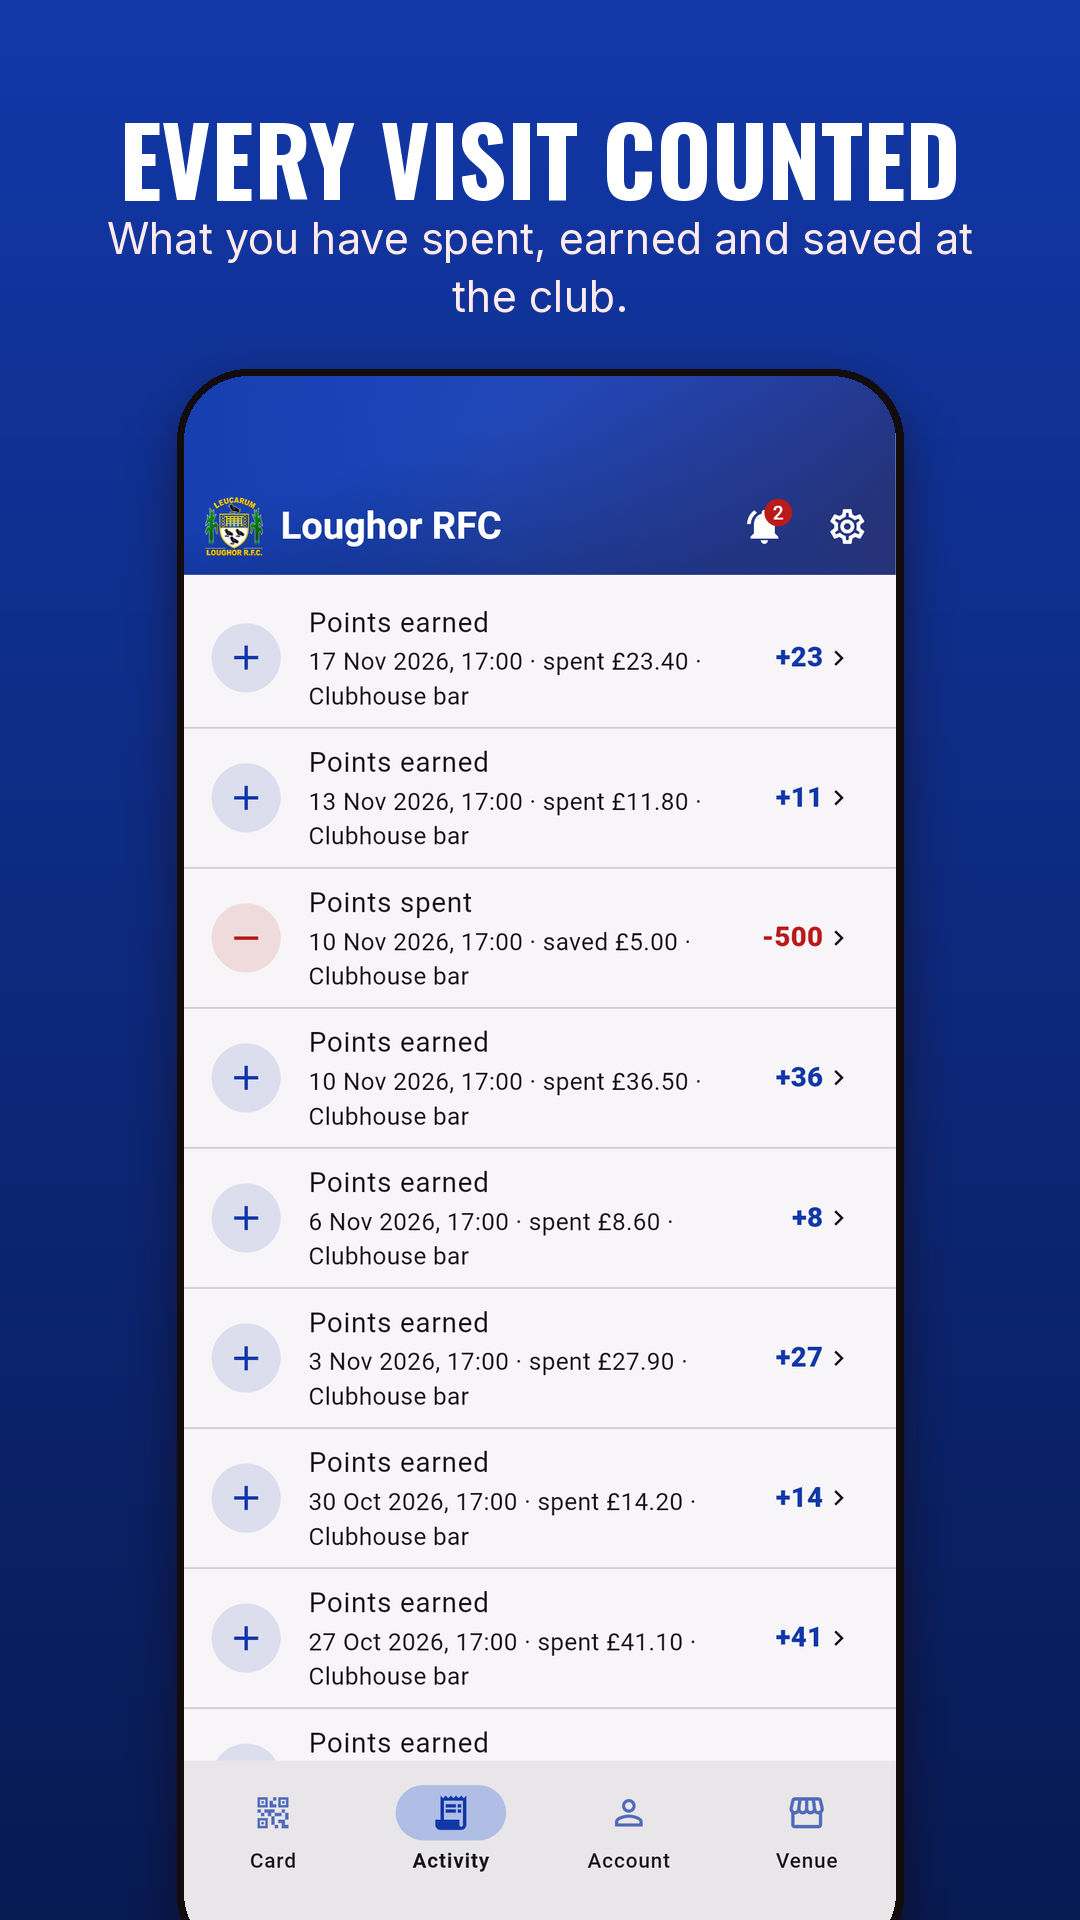 EVERY VISIT COUNTED
What you have spent, earned and saved at
the club.
LEUCARUM
LOUGHOR R.F.C.
Loughor RFC
2
Points earned
17 Nov 2026, 17:00 · spent £23.40 ·
Clubhouse bar
+23
Points earned
13 Nov 2026, 17:00 · spent £11.80 ·
Clubhouse bar
+11
Points spent
10 Nov 2026, 17:00 · saved £5.00 ·
Clubhouse bar
-500
Points earned
10 Nov 2026, 17:00 · spent £36.50 ·
Clubhouse bar
+36
Points earned
6 Nov 2026, 17:00 · spent £8.60 ·
Clubhouse bar
+8
Points earned
3 Nov 2026, 17:00 · spent £27.90 ·
Clubhouse bar
+27
Points earned
30 Oct 2026, 17:00 · spent £14.20 ·
Clubhouse bar
+14
Points earned
27 Oct 2026, 17:00 · spent £41.10 ·
Clubhouse bar
+41
Points earned
Card
Activity
Account
Venue